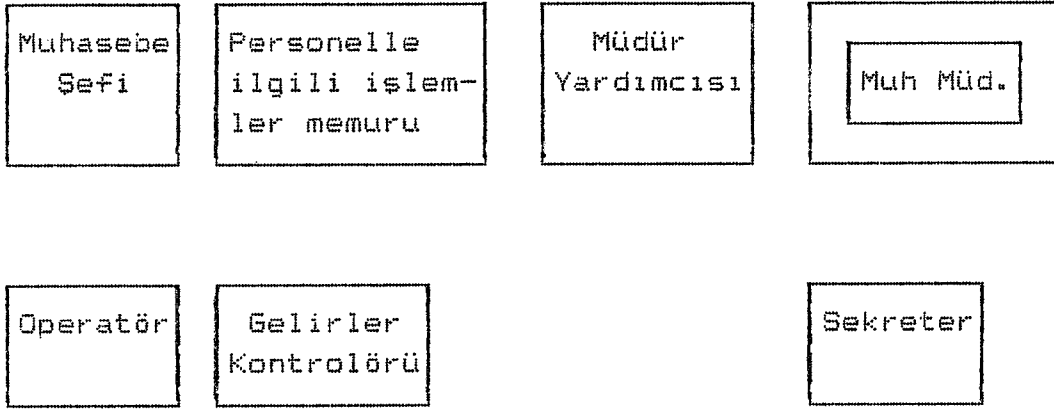 Muhasebe
Şefi
Personelle
ilgili işlem-
ler memuru
Müdür
Yardımcısı
Muh Müd.
Operatör
Gelirler
Kontrolörü
Sekreter